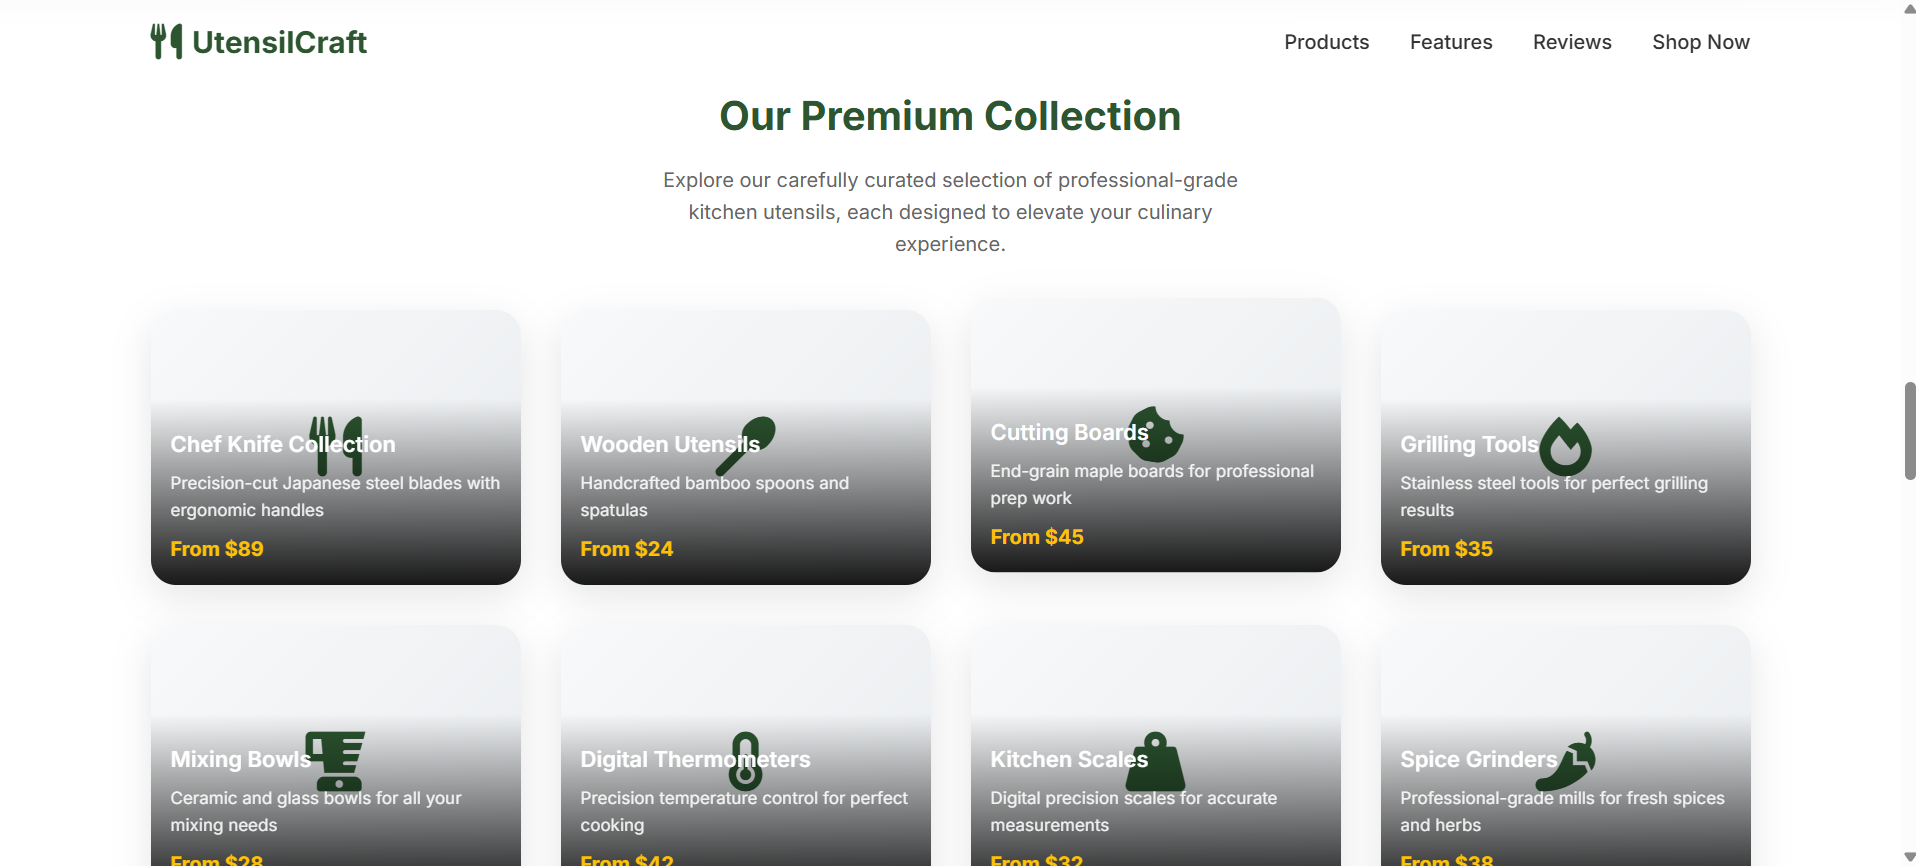 UtensilCraft
Products
Features
Reviews
Shop Now
Our Premium Collection
Explore our carefully curated selection of professional-grade
kitchen utensils, each designed to elevate your culinary
experience.
Chef Knife Collection
Precision-cut Japanese steel blades with
ergonomic handles
From $89
Wooden Utensils
Handcrafted bamboo spoons and
spatulas
From $24
Cutting Boards
End-grain maple boards for professional
prep work
From $45
Grilling Tools
Stainless steel tools for perfect grilling
results
From $35
Mixing Bowls
Ceramic and glass bowls for all your
mixing needs
From $28
Digital Thermometers
Precision temperature control for perfect
cooking
From $42
Kitchen Scales
Digital precision scales for accurate
measurements
From $32
Spice Grinders
Professional-grade mills for fresh spices
and herbs
From $38